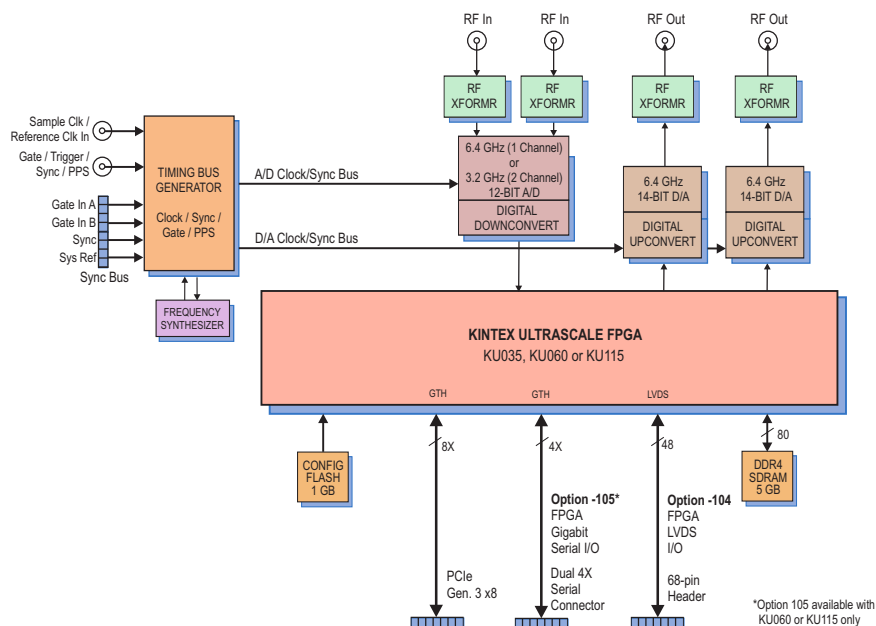 RF In
RF In
RF Out
RF Out
RF
XFORMR
RF
XFORMR
RF
XFORMR
RF
XFORMR
Sample Clk /
Reference Clk In
Gate / Trigger /
Sync / PPS
Gate In A
Gate In B
Sync
Sys Ref
Sync Bus
TIMING BUS
GENERATOR
Clock / Sync /
Gate / PPS
FREQUENCY
SYNTHESIZER
A/D Clock/Sync Bus
D/A Clock/Sync Bus
6.4 GHz (1 Channel)
or
3.2 GHz (2 Channel)
12-BIT A/D
DIGITAL
DOWNCONVERT
6.4 GHz
14-BIT D/A
DIGITAL
UPCONVERT
6.4 GHz
14-BIT D/A
DIGITAL
UPCONVERT
KINTEX ULTRASCALE FPGA
KU035, KU060 or KU115
GTH
GTH
LVDS
8X
4X
48
80
CONFIG
FLASH
1 GB
DDR4
SDRAM
5 GB
Option -105*
FPGA
Gigabit
Serial I/O
Dual 4X
Serial
Connector
Option -104
FPGA
LVDS
I/O
68-pin
Header
PCIe
Gen. 3 x8
*Option 105 available with
KU060 or KU115 only